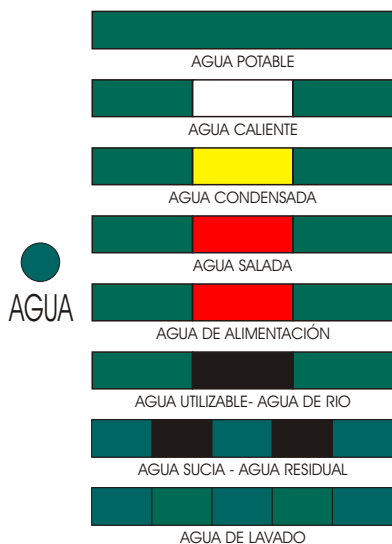 AGUA POTABLE
AGUA CALIENTE
AGUA CONDENSADA
AGUA SALADA
AGUA
AGUA DE ALIMENTACIÓN
AGUA UTILIZABLE- AGUA DE RIO
AGUA SUCIA - AGUA RESIDUAL
AGUA DE LAVADO